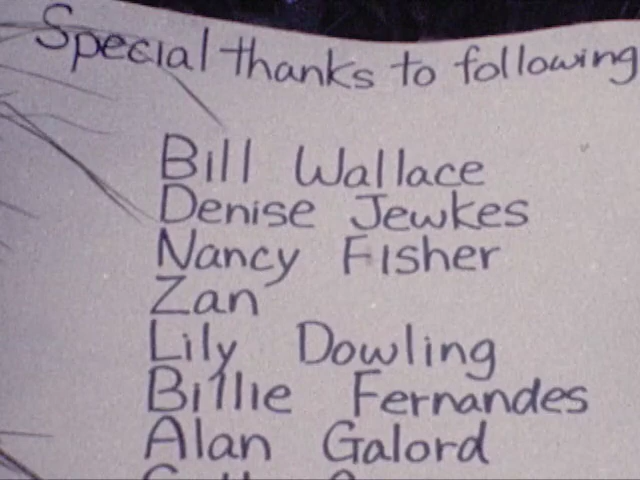 Special thanks to following
Bill Wallace
Denise Jewkes
Nancy Fisher
Zan
Lily Dowling
Billie Fernandes
Alan Galord